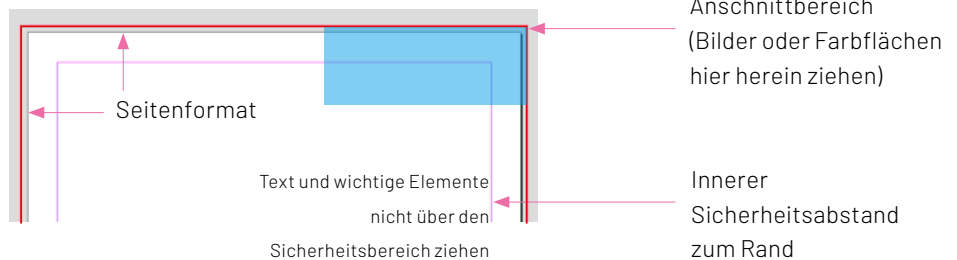 Anschnittbereich
(Bilder oder Farbflächen
hier herein ziehen)
Seitenformat
Text und wichtige Elemente
nicht über den
Sicherheitsbereich ziehen
Innerer
Sicherheitsabstand
zum Rand